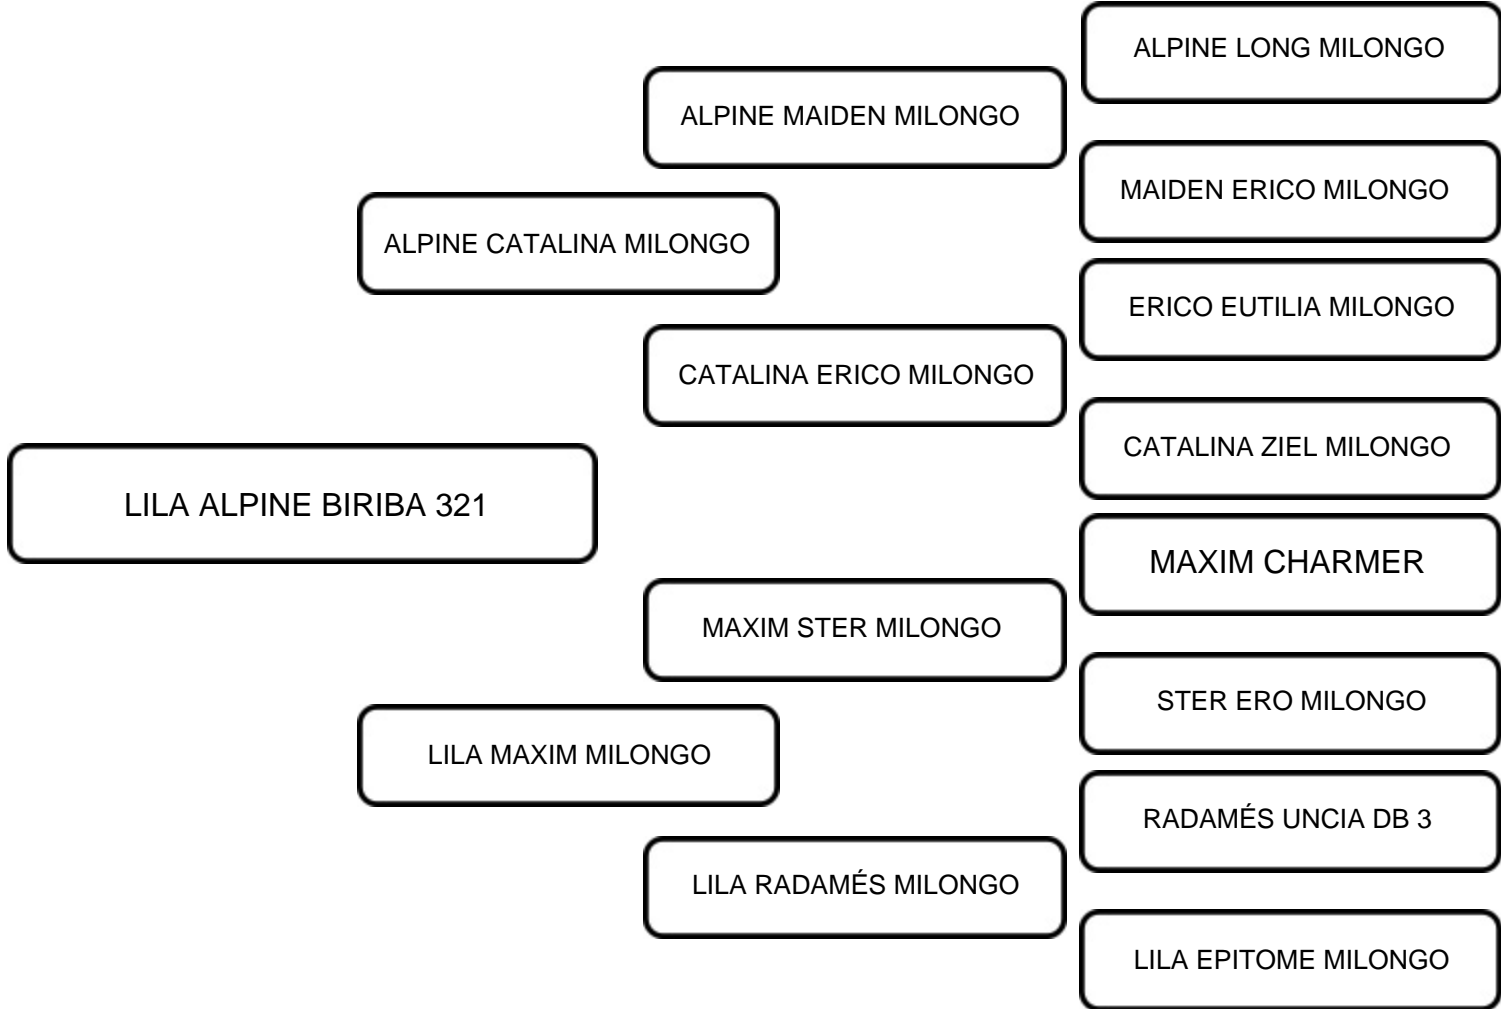 ALPINE LONG MILONGO
ALPINE MAIDEN MILONGO
MAIDEN ERICO MILONGO
ALPINE CATALINA MILONGO
ERICO EUTILIA MILONGO
CATALINA ERICO MILONGO
CATALINA ZIEL MILONGO
LILA ALPINE BIRIBA 321
MAXIM CHARMER
MAXIM STER MILONGO
STER ERO MILONGO
LILA MAXIM MILONGO
RADAMÉS UNCIA DB 3
LILA RADAMÉS MILONGO
LILA EPITOME MILONGO